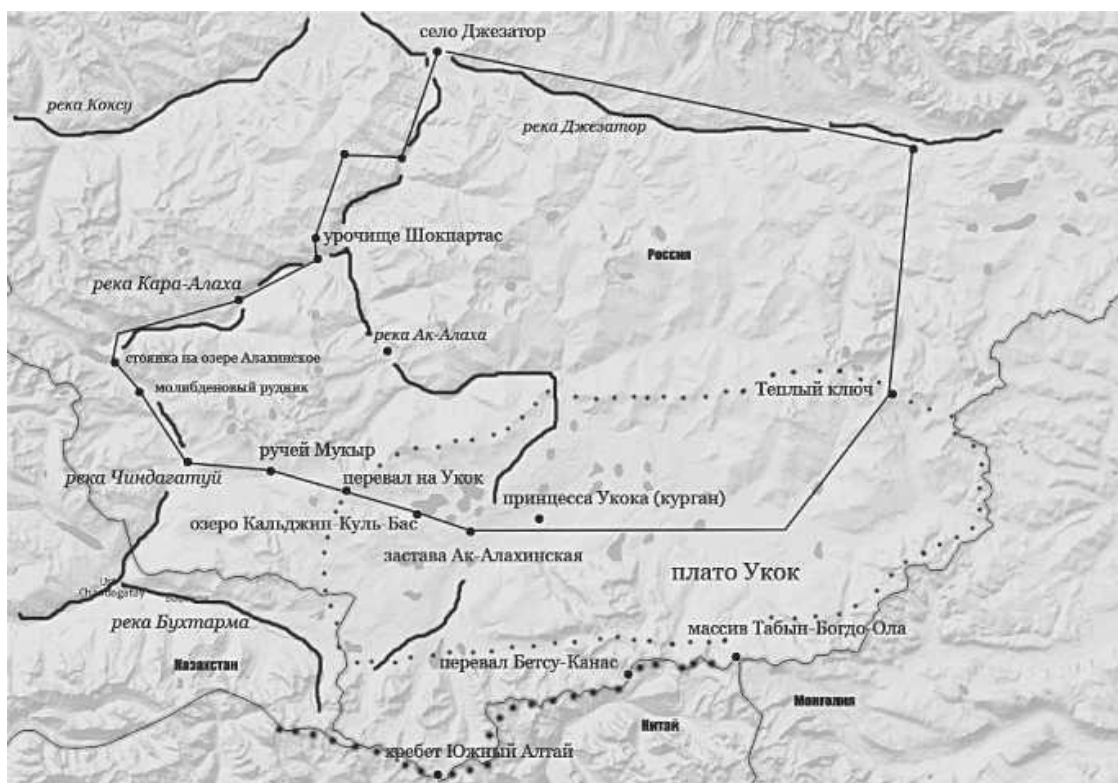 село Джезатор
река Коксу
река Джезатор
урочище Шокпартас
Россия
река Кара-Алаха
река Ак-Алаха
стоянка на озере Алахинское
молибденовый рудник
Теплый ключ
ручей Мукыр
река Чиндагатуй
перевал на Укок
принцесса Укока (курган)
озеро Кальджин-Куль-Бас
застава Ак-Алахинская
плато Укок
река Бухтарма
массив Табын-Богдо-Ола
перевал Бетсу-Канас
Казахстан
Монголия
Китай
хребет Южный Алтай